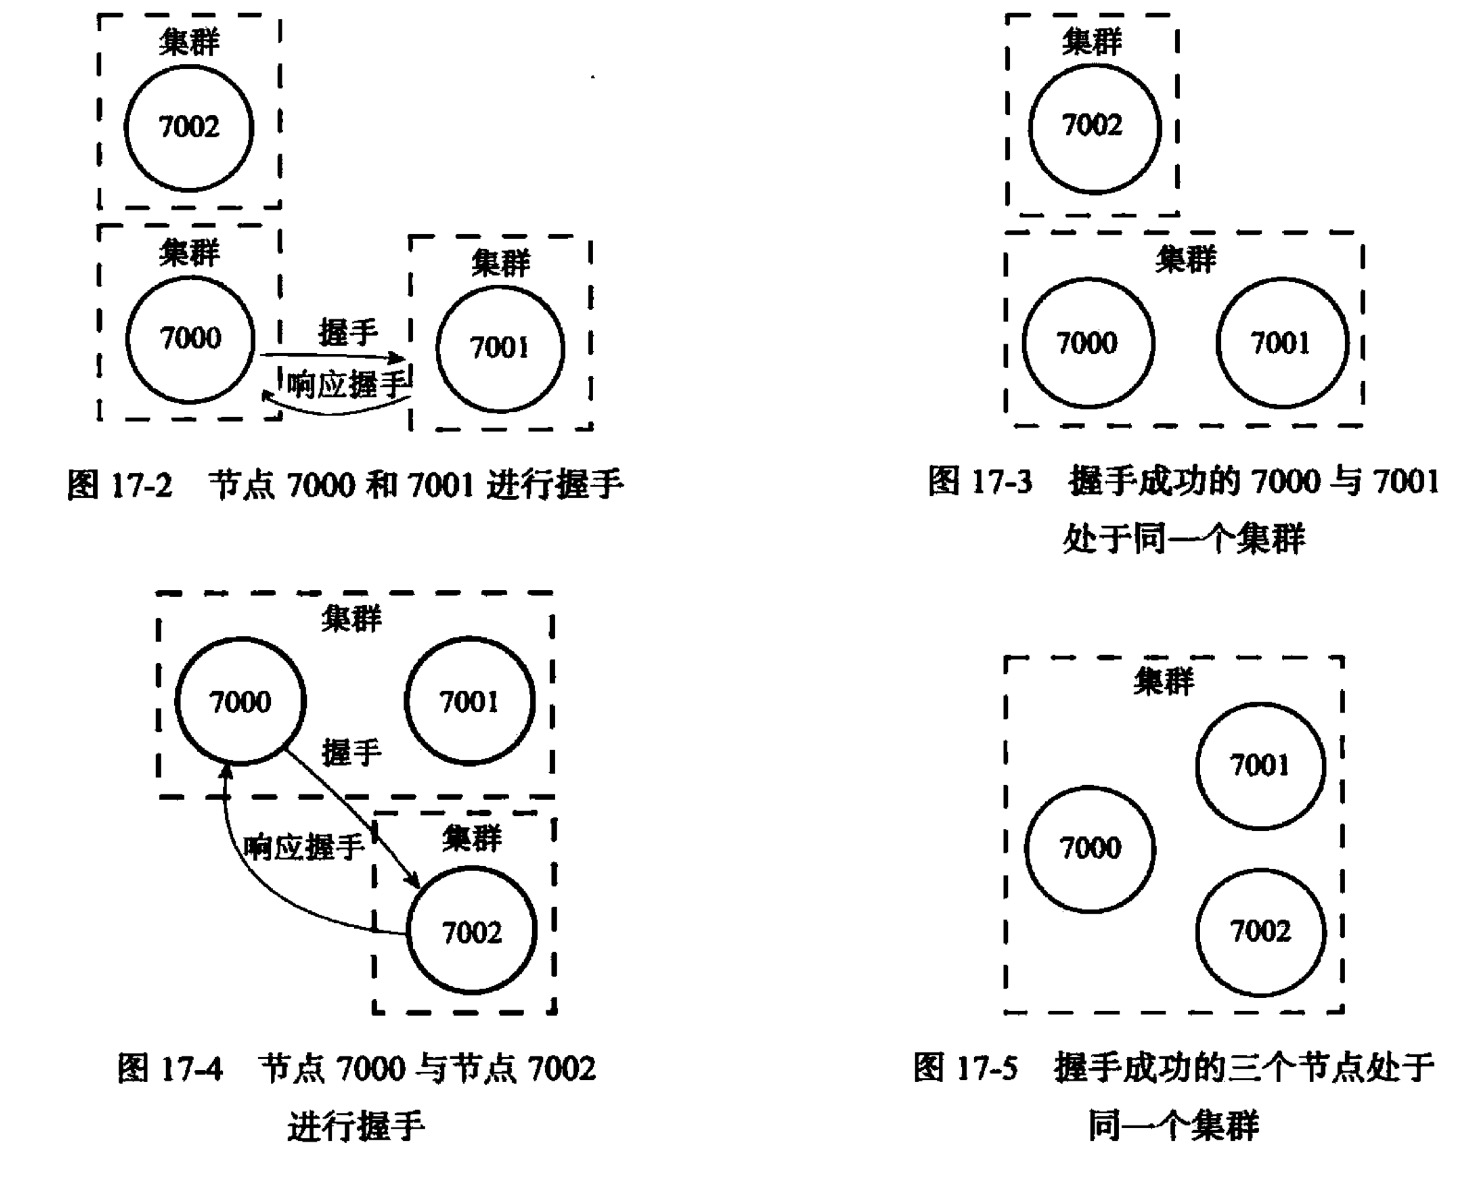 集群
7002
集群
7000
握手
响应握手
集群
7001
图 17-2 节点 7000 和 7001 进行握手
集群
7002
集群
7000
7001
图 17-3 握手成功的 7000 与 7001
处于同一个集群
集群
7000
7001
握手
响应握手
集群
7002
图 17-4 节点 7000 与节点 7002
进行握手
集群
7001
7000
7002
图 17-5 握手成功的三个节点处于
同一个集群